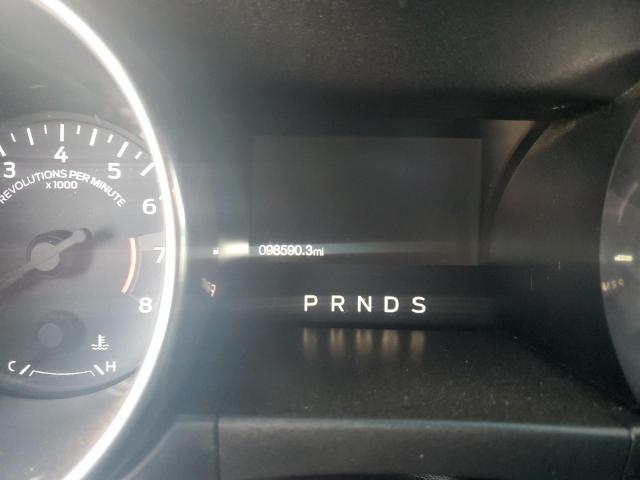 3 4 5 6 7 8
REVOLUTIONS PER MINUTE
x1000
C H
098590.3mi
P R N D S